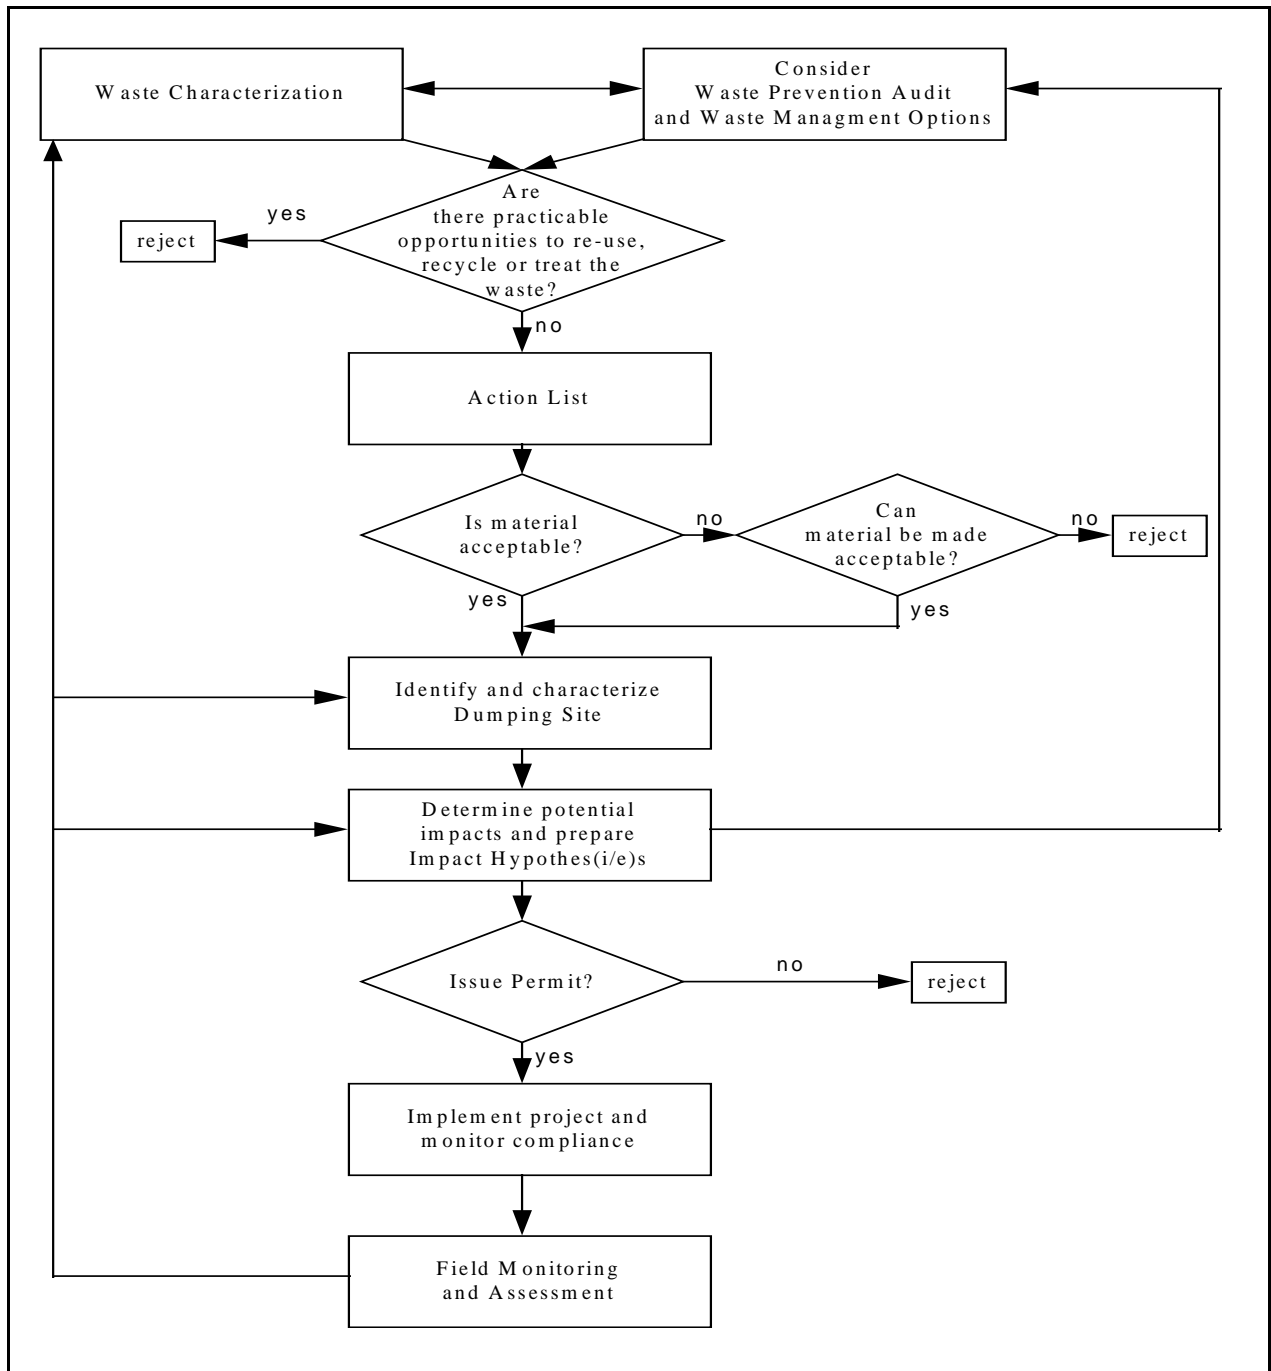 Waste Characterization
Consider
Waste Prevention Audit
and Waste Managment Options
Are
there practicable
opportunities to re-use,
recycle or treat the
waste?
yes
reject
no
Action List
Is material
acceptable?
no
Can
material be made
acceptable?
no
reject
yes
yes
Identify and characterize
Dumping Site
Determine potential
impacts and prepare
Impact Hypothes(i/e)s
Issue Permit?
no
reject
yes
Implement project and
monitor compliance
Field Monitoring
and Assessment